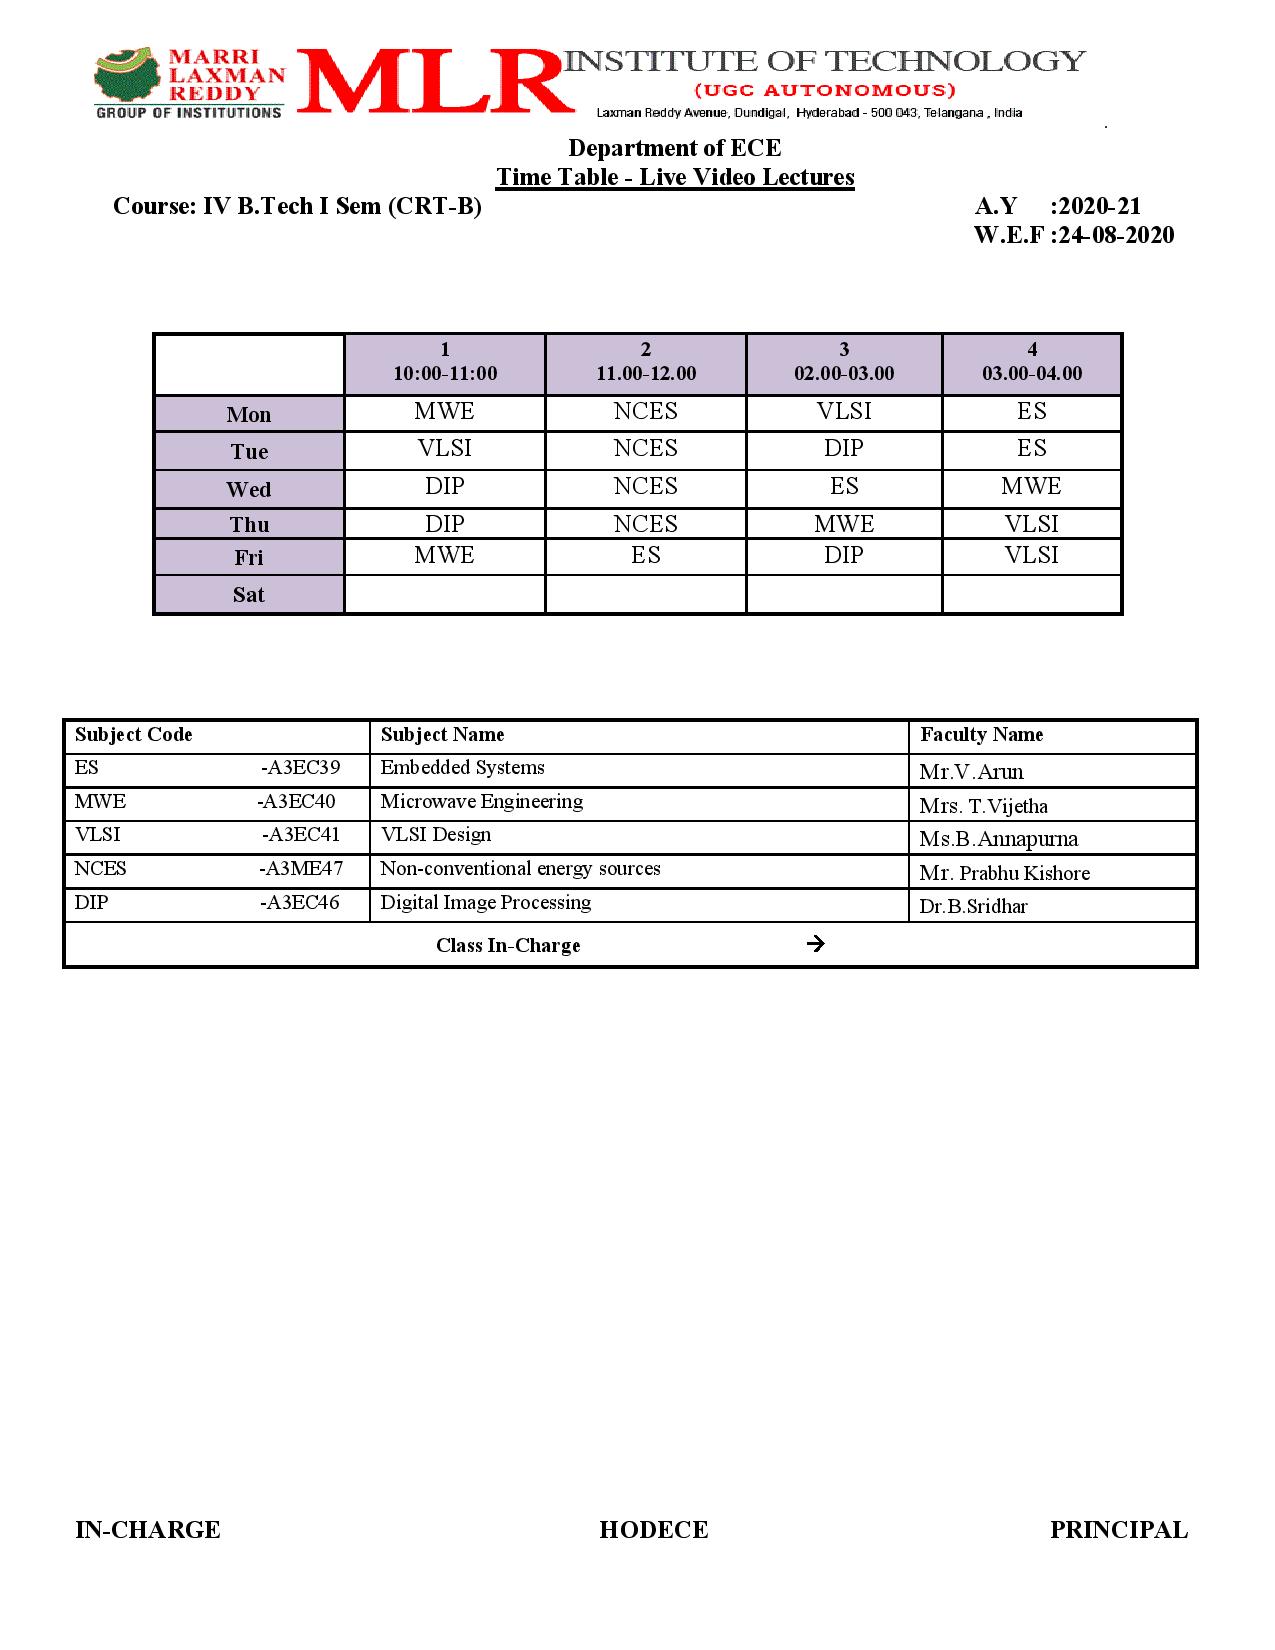 MARRI LAXMAN REDDY
GROUP OF INSTITUTIONS
MLR INSTITUTE OF TECHNOLOGY
(UGC AUTONOMOUS)
Laxman Reddy Avenue, Dundigal, Hyderabad - 500 043, Telangana , India
.
Department of ECE
Time Table - Live Video Lectures
Course: IV B.Tech I Sem (CRT-B) A.Y :2020-21
W.E.F :24-08-2020
1 2 3 4
10:00-11:00 11.00-12.00 02.00-03.00 03.00-04.00
Mon MWE NCES VLSI ES
Tue VLSI NCES DIP ES
Wed DIP NCES ES MWE
Thu DIP NCES MWE VLSI
Fri MWE ES DIP VLSI
Sat
Subject Code Subject Name Faculty Name
ES -A3EC39 Embedded Systems Mr.V.Arun
MWE -A3EC40 Microwave Engineering Mrs. T.Vijetha
VLSI -A3EC41 VLSI Design Ms.B.Annapurna
NCES -A3ME47 Non-conventional energy sources Mr. Prabhu Kishore
DIP -A3EC46 Digital Image Processing Dr.B.Sridhar
Class In-Charge →
IN-CHARGE HODECE PRINCIPAL